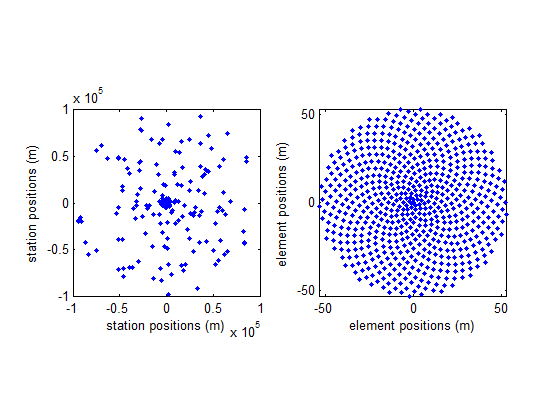 x 10^5
1
0.5
0
-0.5
-1
station positions (m)
-1 -0.5 0 0.5 1
station positions (m) x 10^5
50
0
-50
element positions (m)
-50 0 50
element positions (m)